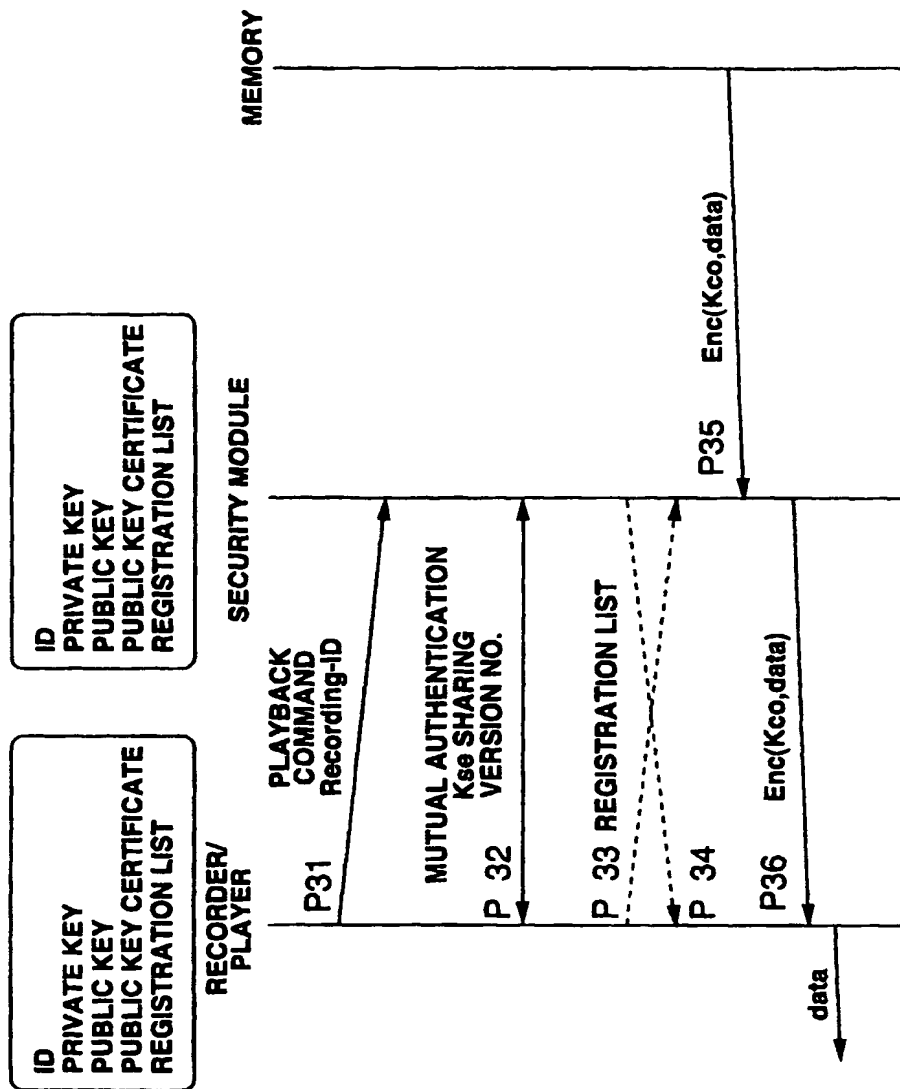 ID
PRIVATE KEY
PUBLIC KEY
PUBLIC KEY CERTIFICATE
REGISTRATION LIST
ID
PRIVATE KEY
PUBLIC KEY
PUBLIC KEY CERTIFICATE
REGISTRATION LIST
RECORDER/
PLAYER
SECURITY MODULE
MEMORY
PLAYBACK
COMMAND
Recording-ID
P31
MUTUAL AUTHENTICATION
Kse SHARING
VERSION NO.
P 32
P 33 REGISTRATION LIST
P 34
P35 Enc(Kco,data)
P36 Enc(Kco,data)
data